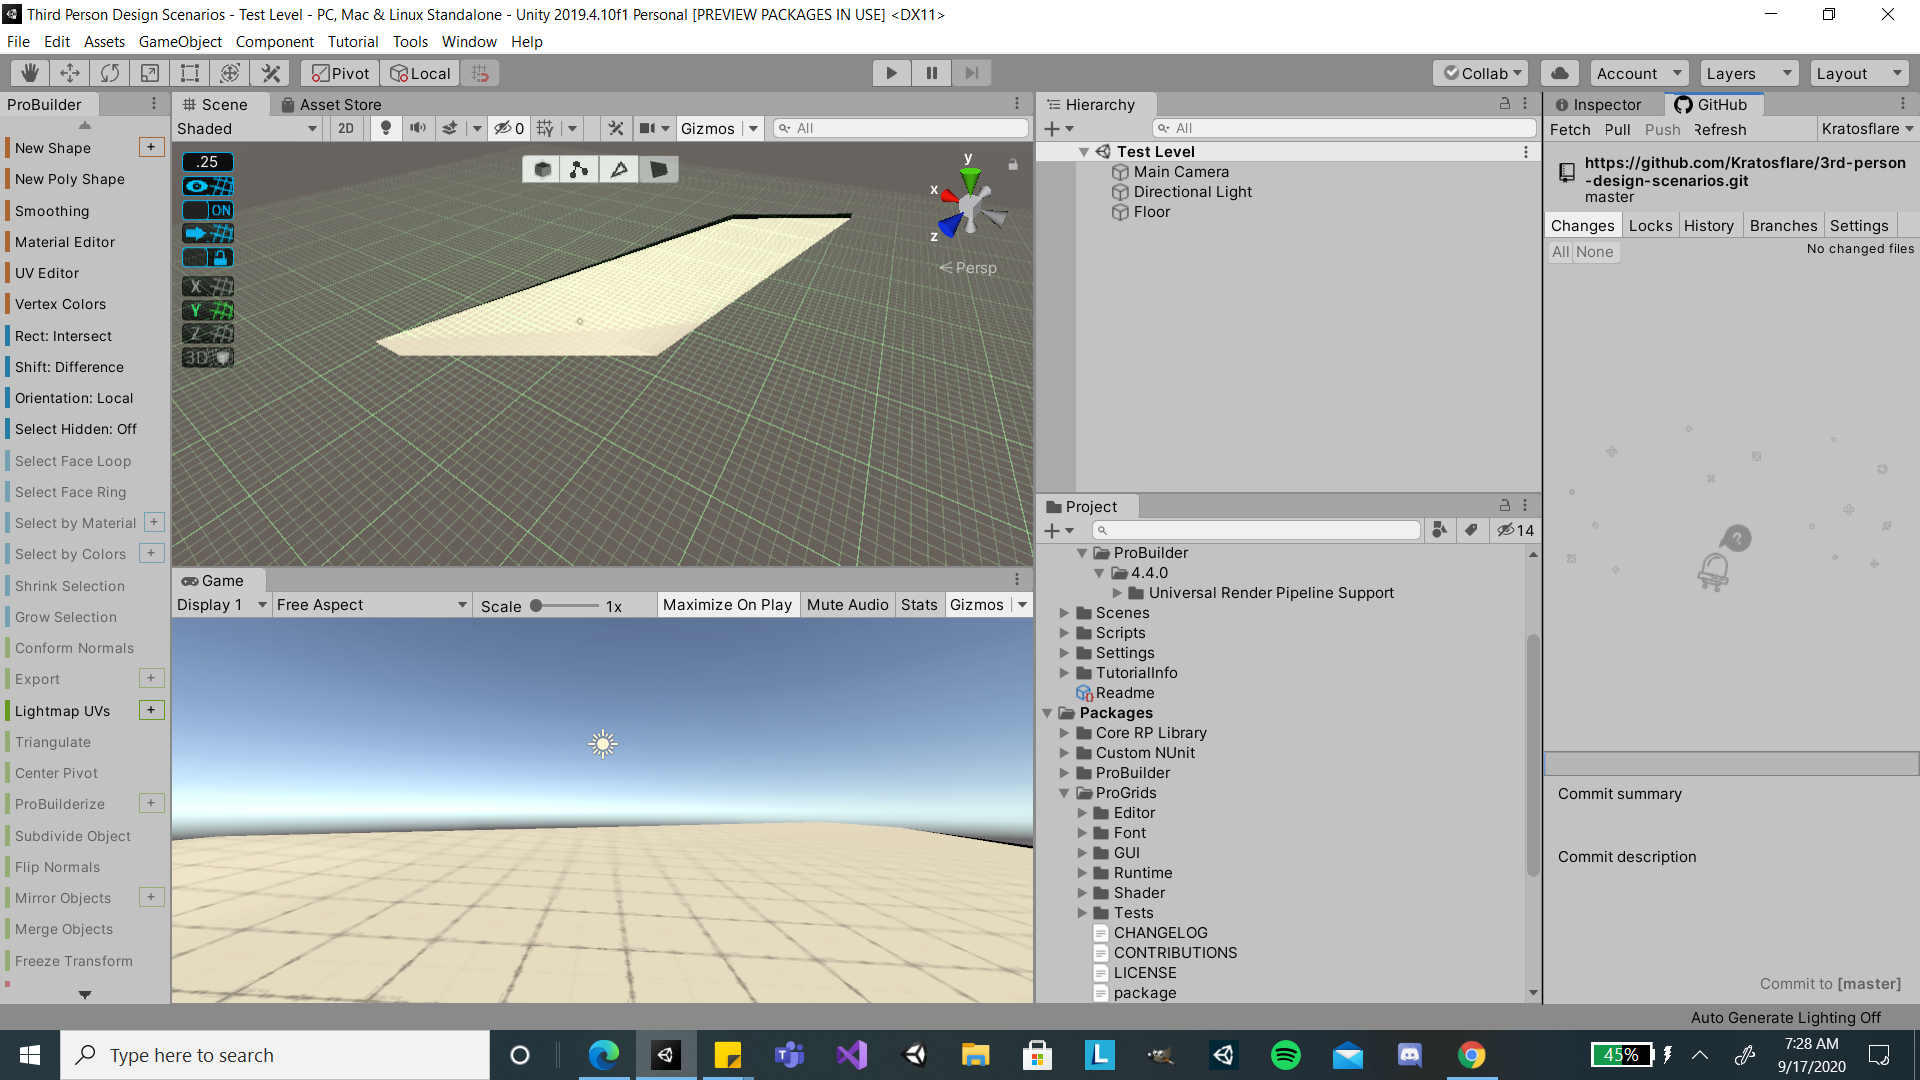 Third Person Design Scenarios - Test Level - PC, Mac & Linux Standalone - Unity 2019.4.10f1 Personal [PREVIEW PACKAGES IN USE] <DX11>
File Edit Assets GameObject Component Tutorial Tools Window Help
Pivot Local Collab Account Layers Layout
ProBuilder
New Shape +
New Poly Shape
Smoothing
Material Editor
UV Editor
Vertex Colors
Rect: Intersect
Shift: Difference
Orientation: Local
Select Hidden: Off
Select Face Loop
Select Face Ring
Select by Material +
Select by Colors +
Shrink Selection
Grow Selection
Conform Normals
Export +
Lightmap UVs +
Triangulate
Center Pivot
ProBuilderize +
Subdivide Object
Flip Normals
Mirror Objects +
Merge Objects
Freeze Transform
Scene Asset Store
Shaded 2D 0 Gizmos All
.25
ON
X
Y
Z
3D
y
x
z
Persp
Game
Display 1 Free Aspect Scale 1x Maximize On Play Mute Audio Stats Gizmos
Hierarchy
All
Test Level
Main Camera
Directional Light
Floor
Project
14
ProBuilder
4.4.0
Universal Render Pipeline Support
Scenes
Scripts
Settings
TutorialInfo
Readme
Packages
Core RP Library
Custom NUnit
ProBuilder
ProGrids
Editor
Font
GUI
Runtime
Shader
Tests
CHANGELOG
CONTRIBUTIONS
LICENSE
package
Inspector GitHub
Fetch Pull Push Refresh Kratosflare
https://github.com/Kratosflare/3rd-person
-design-scenarios.git
master
Changes Locks History Branches Settings
All None No changed files
?
Commit summary
Commit description
Commit to [master]
Auto Generate Lighting Off
Type here to search
L
45%
7:28 AM
9/17/2020